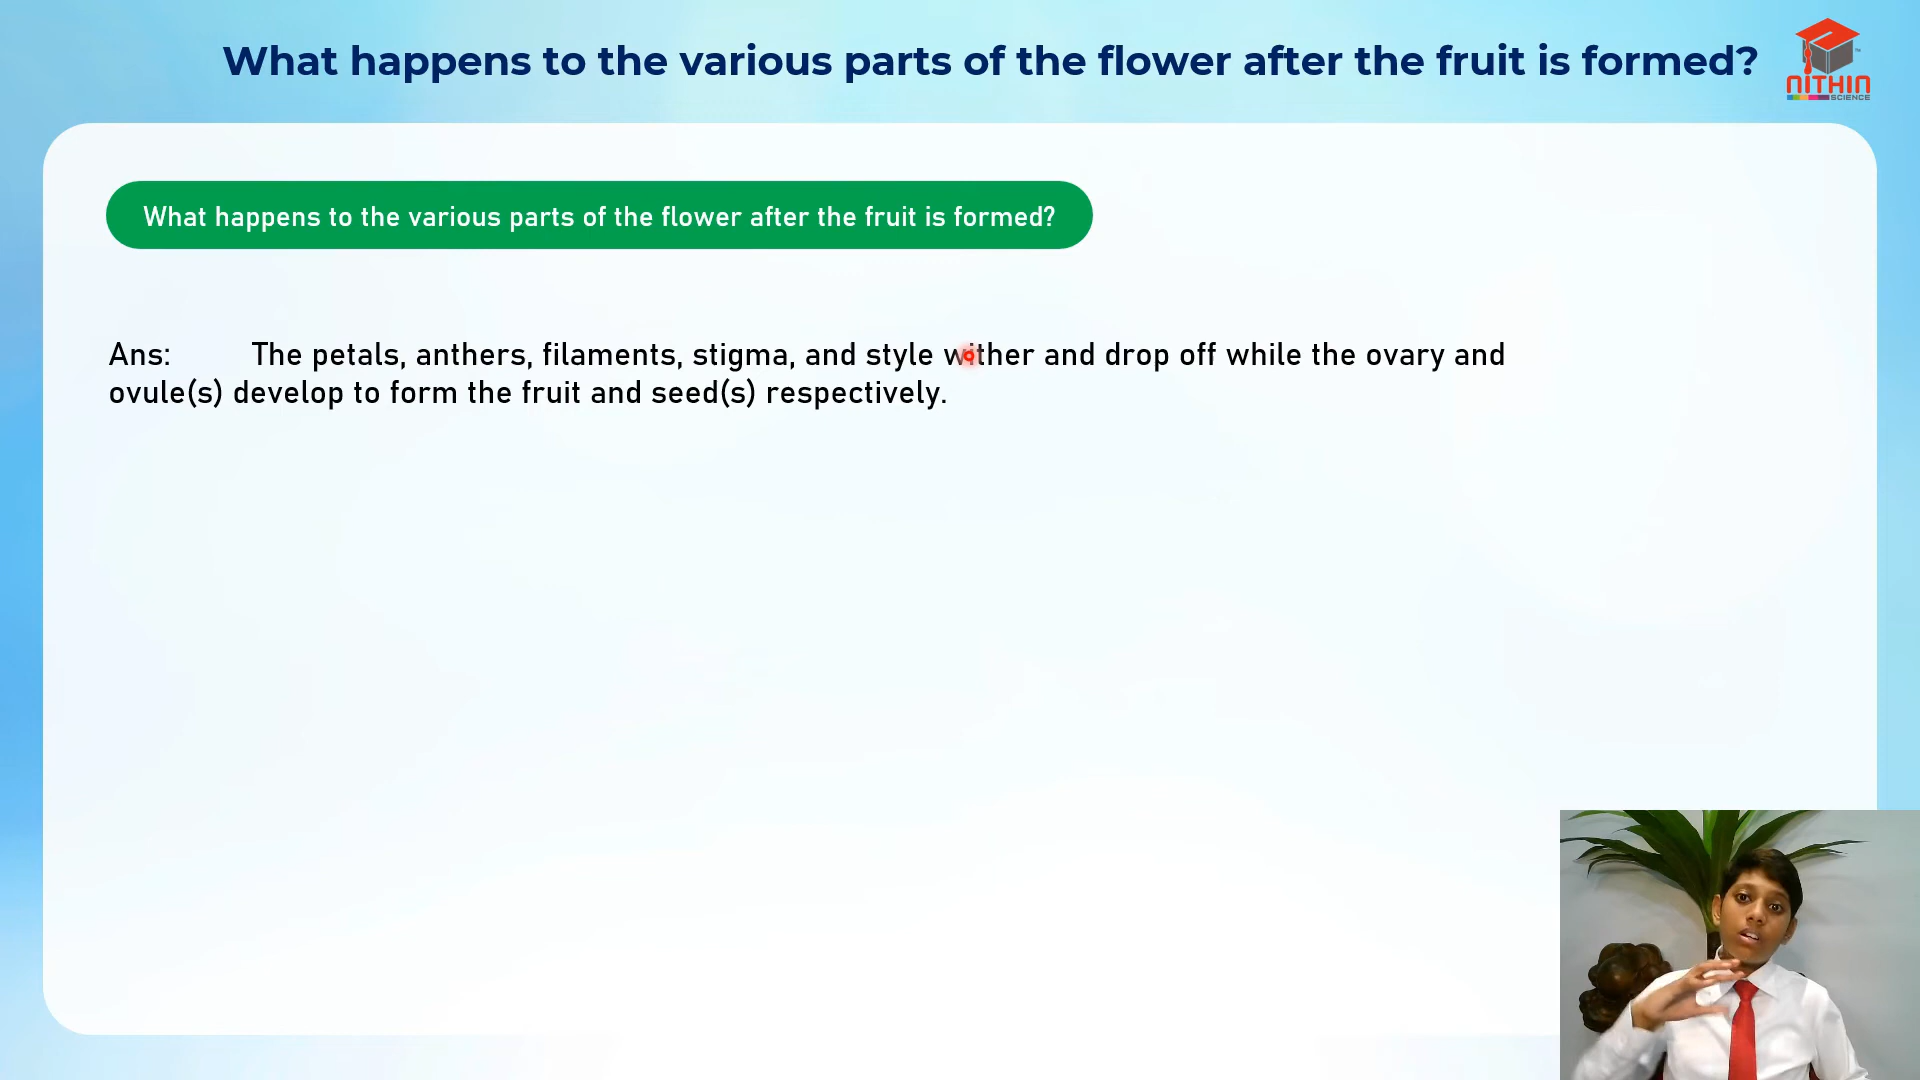 What happens to the various parts of the flower after the fruit is formed?
NITHIN
SCIENCE
What happens to the various parts of the flower after the fruit is formed?
Ans: The petals, anthers, filaments, stigma, and style wither and drop off while the ovary and
ovule(s) develop to form the fruit and seed(s) respectively.